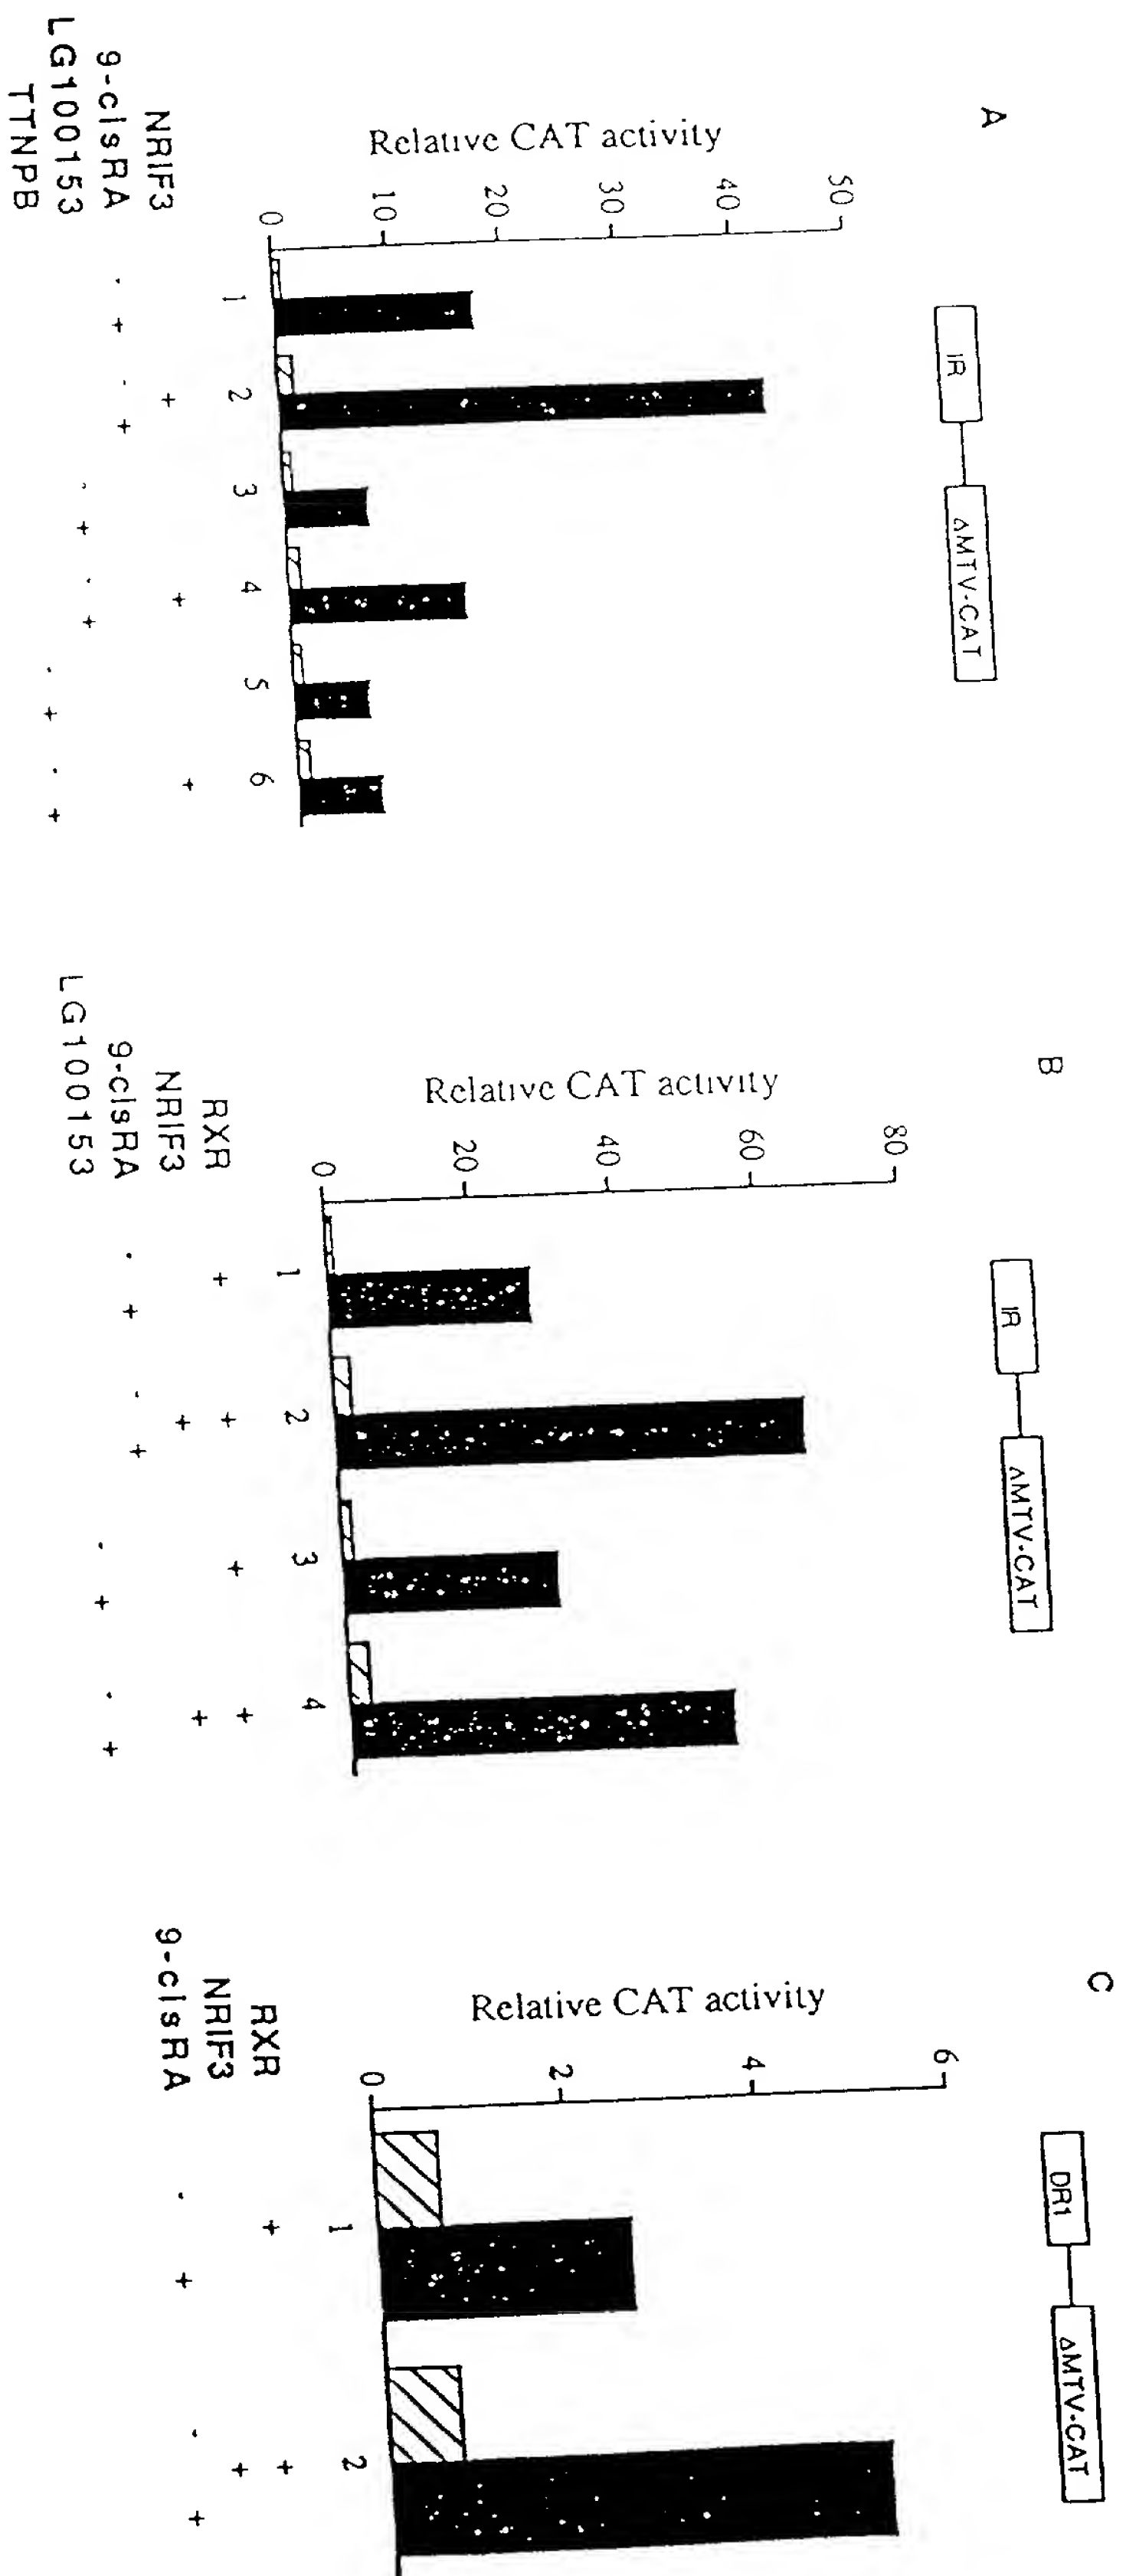 A
IR
ΔMTV-CAT
Relative CAT activity
50
40
30
20
10
0
1 2 3 4 5 6
NRIF3 + + +
9-cisRA - + - +
LG100153 - + - +
TTNPB - + - +
B
IR
ΔMTV-CAT
Relative CAT activity
80
60
40
20
0
1 2 3 4
RXR + + + +
NRIF3 + +
9-cisRA - + - +
LG100153 - + - +
C
DR1
ΔMTV-CAT
Relative CAT activity
6
4
2
0
1 2
RXR + +
NRIF3 +
9-cisRA - + - +